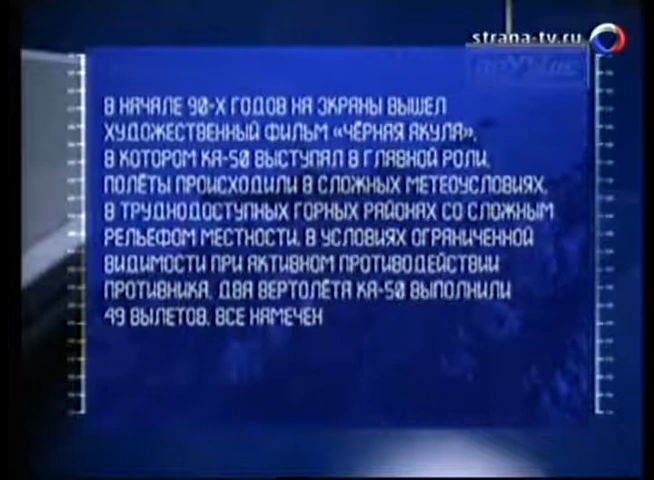 strana-tv.ru
В НАЧАЛЕ 90-Х ГОДОВ НА ЭКРАНЫ ВЫШЕЛ
ХУДОЖЕСТВЕННЫЙ ФИЛЬМ «ЧЁРНАЯ АКУЛА»,
В КОТОРОМ КА-50 ВЫСТУПАЛ В ГЛАВНОЙ РОЛИ.
ПОЛЁТЫ ПРОИСХОДИЛИ В СЛОЖНЫХ МЕТЕОУСЛОВИЯХ,
В ТРУДНОДОСТУПНЫХ ГОРНЫХ РАЙОНАХ СО СЛОЖНЫМ
РЕЛЬЕФОМ МЕСТНОСТИ, В УСЛОВИЯХ ОГРАНИЧЕННОЙ
ВИДИМОСТИ ПРИ АКТИВНОМ ПРОТИВОДЕЙСТВИИ
ПРОТИВНИКА. ДВА ВЕРТОЛЁТА КА-50 ВЫПОЛНИЛИ
49 ВЫЛЕТОВ. ВСЕ НАМЕЧЕН